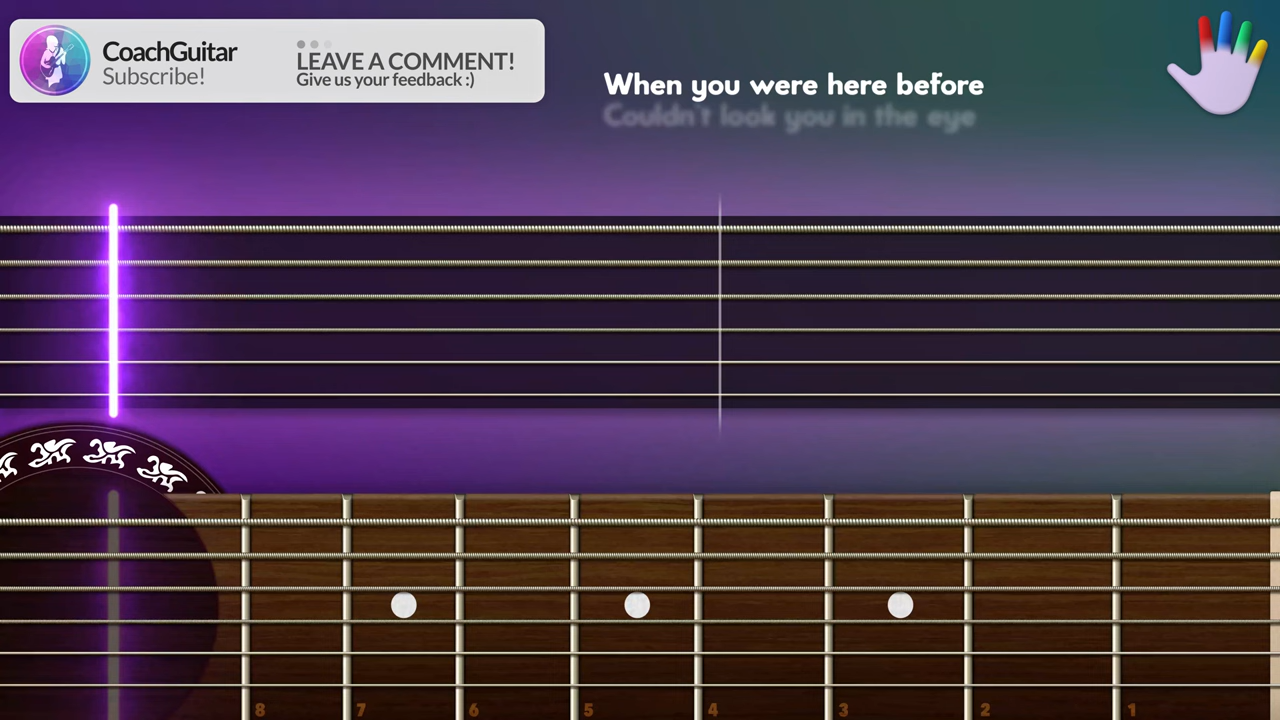 CoachGuitar
Subscribe!
LEAVE A COMMENT!
Give us your feedback :)
When you were here before
Couldn't look you in the eye
8 7 6 5 4 3 2 1